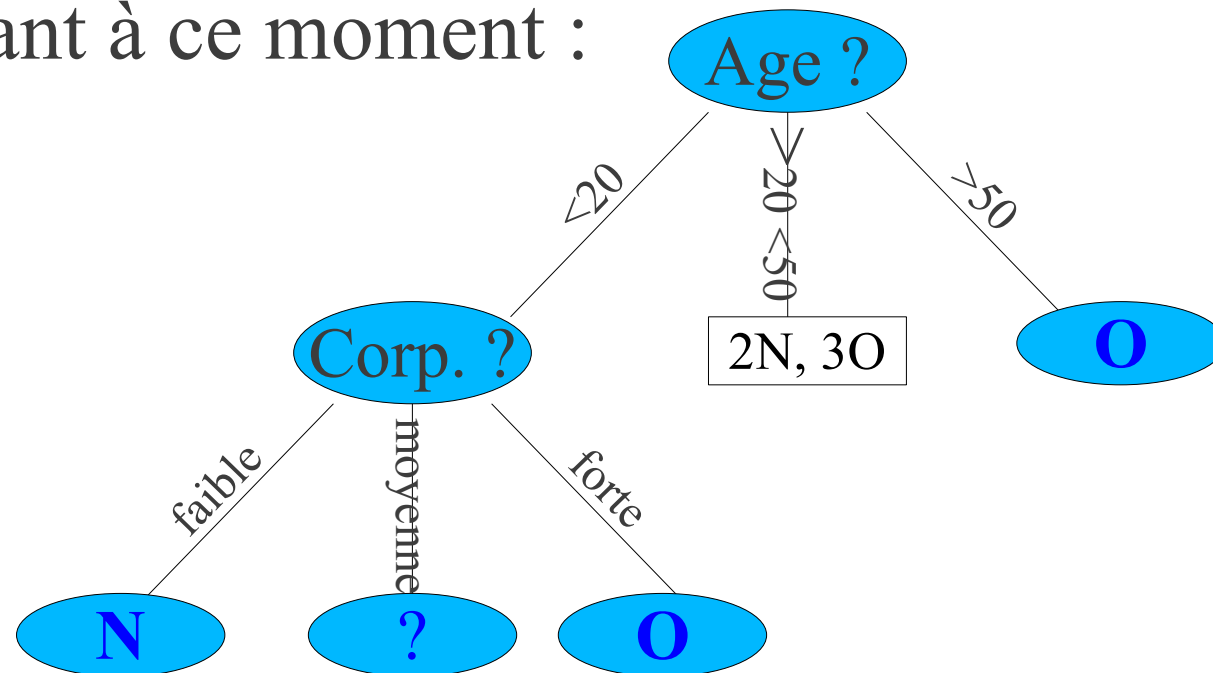 ant à ce moment :
Age ?
<20
>20 <50
>50
Corp. ?
2N, 3O
O
faible
moyenne
forte
N
?
O